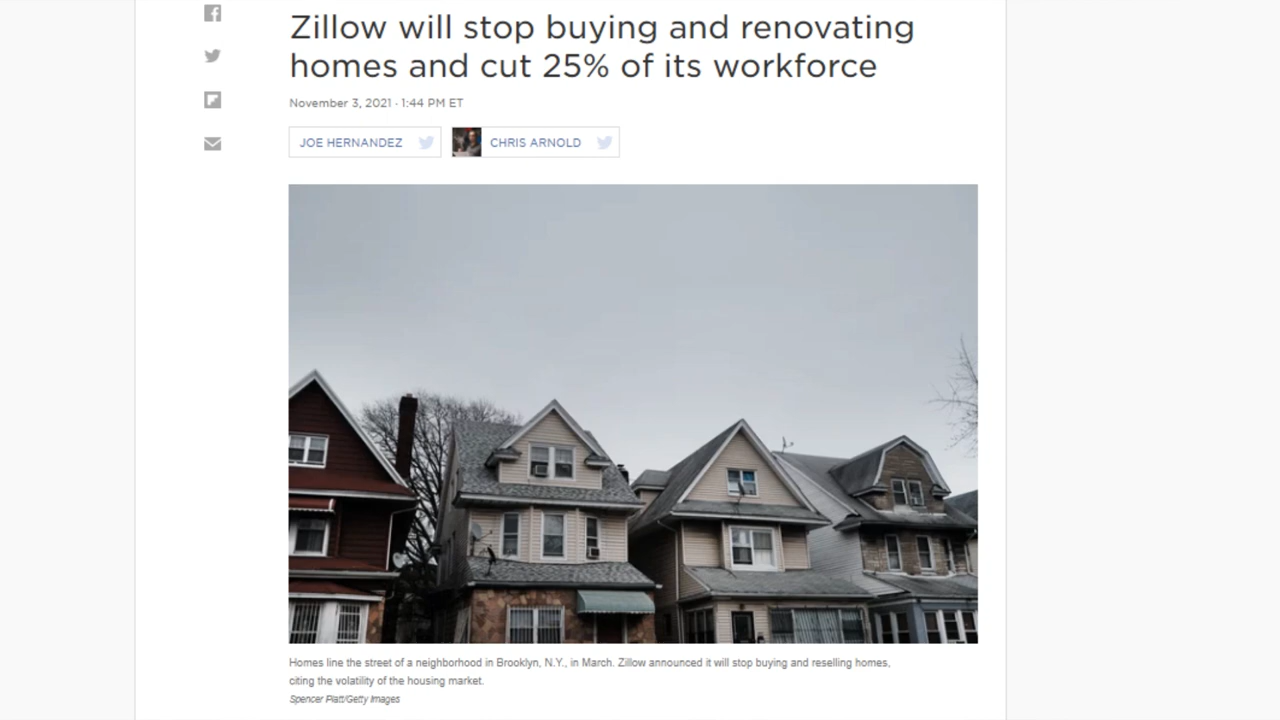 Zillow will stop buying and renovating
homes and cut 25% of its workforce
November 3, 2021 · 1:44 PM ET
JOE HERNANDEZ
CHRIS ARNOLD
Homes line the street of a neighborhood in Brooklyn, N.Y., in March. Zillow announced it will stop buying and reselling homes,
citing the volatility of the housing market.
Spencer Platt/Getty Images